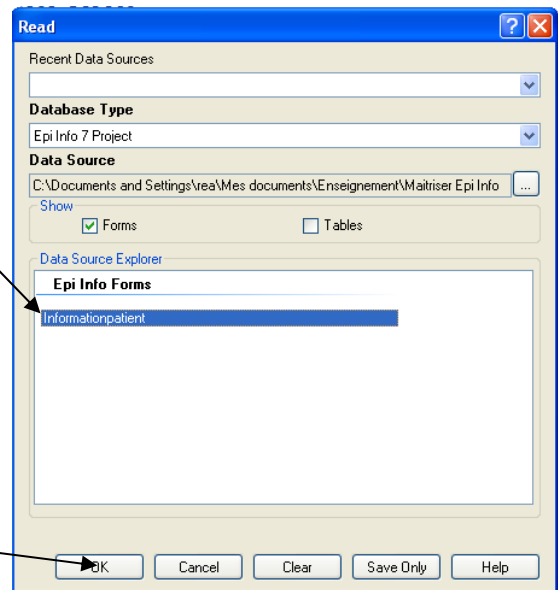 Read
Recent Data Sources
Database Type
Epi Info 7 Project
Data Source
C:\Documents and Settings\rea\Mes documents\Enseignement\Maitriser Epi Info ...
Show
Forms Tables
Data Source Explorer
Epi Info Forms
Informationpatient
OK Cancel Clear Save Only Help